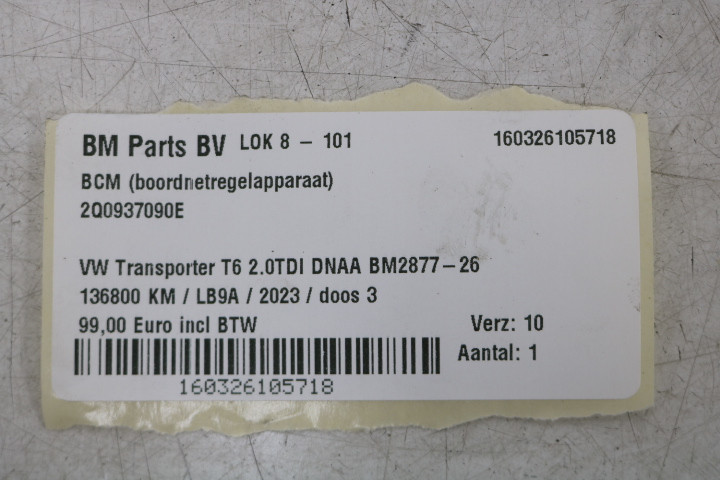 BM Parts BV LOK 8 - 101 160326105718
BCM (boordnetregelapparaat)
2Q0937090E
VW Transporter T6 2.0TDI DNAA BM2877-26
136800 KM / LB9A / 2023 / doos 3
99,00 Euro incl BTW Verz: 10
Aantal: 1
160326105718